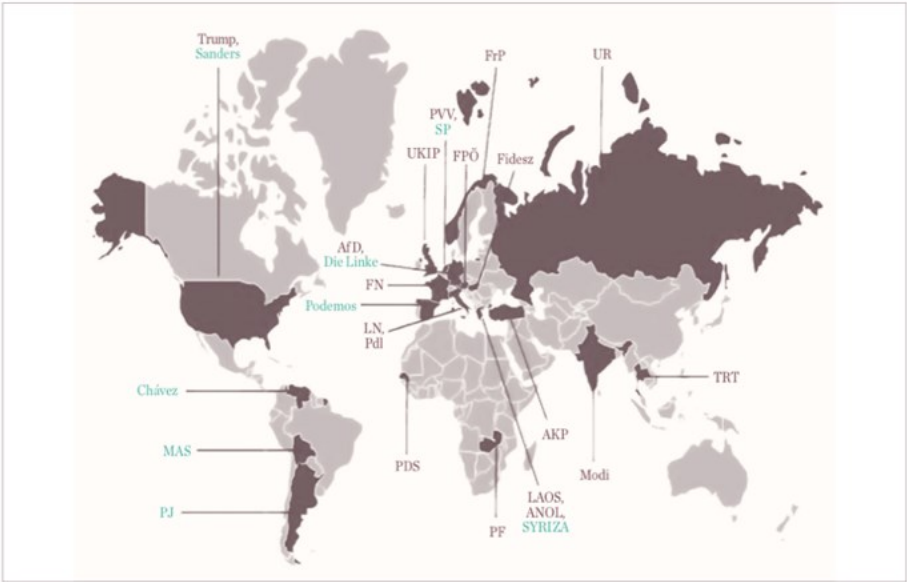 Trump,
Sanders
FrP
UR
PVV,
SP
UKIP
FPÖ
Fidesz
AfD,
Die Linke
FN
Podemos
LN,
Pdl
Chávez
TRT
MAS
AKP
PDS
Modi
LAOS,
ANOL,
SYRIZA
PJ
PF